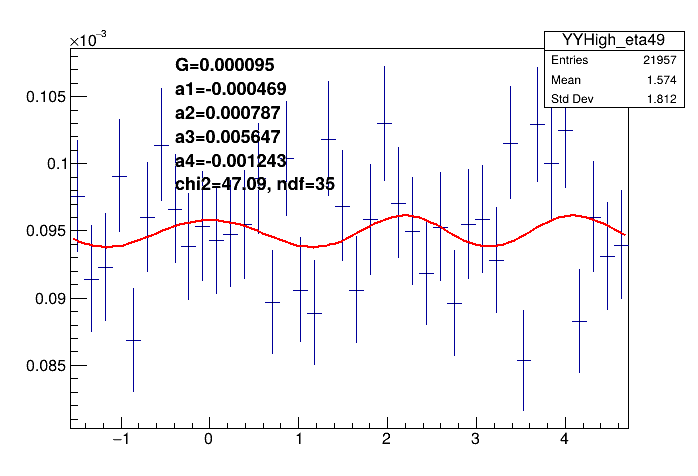 ×10⁻³
YYHigh_eta49
Entries 21957
Mean 1.574
Std Dev 1.812
G=0.000095
a1=-0.000469
a2=0.000787
a3=0.005647
a4=-0.001243
chi2=47.09, ndf=35
0.105
0.1
0.095
0.09
0.085
−1 0 1 2 3 4